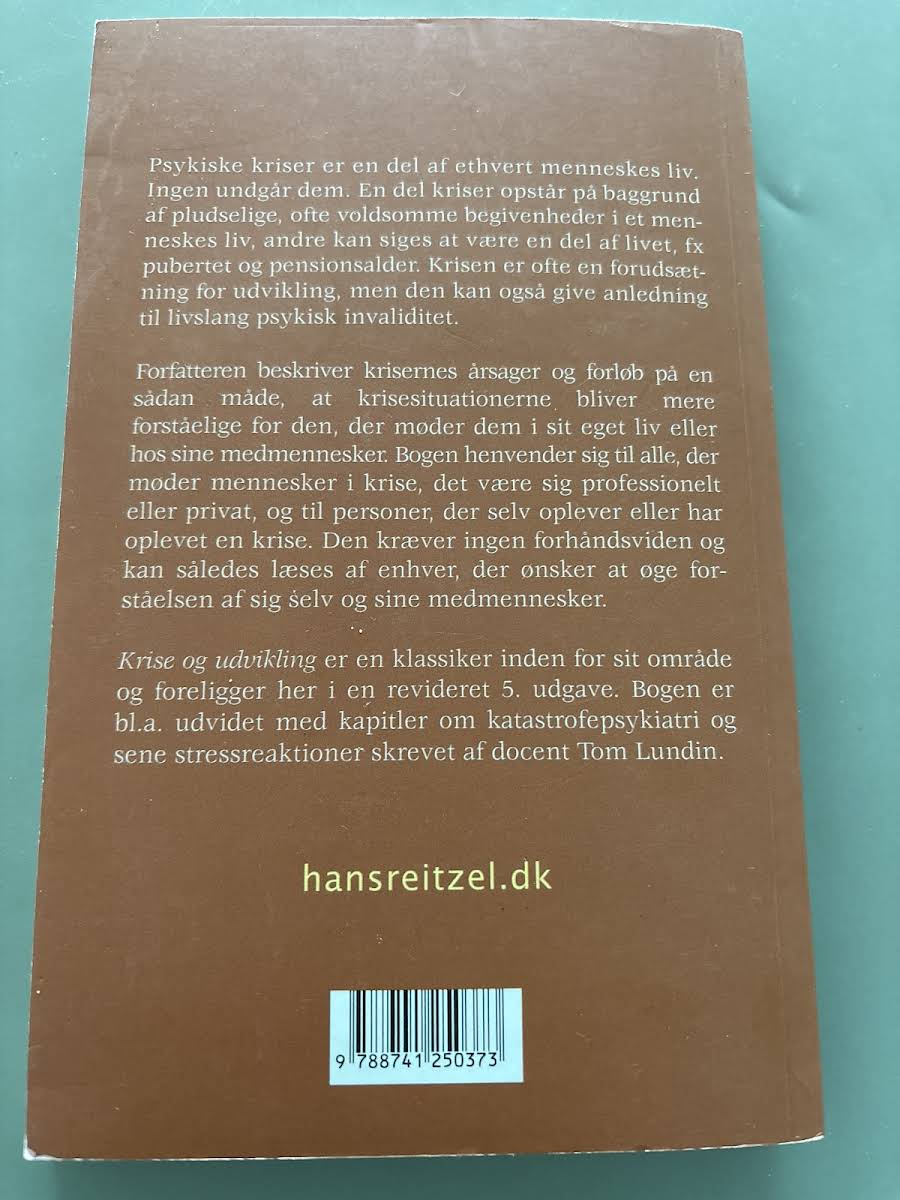 Psykiske kriser er en del af ethvert menneskes liv.
Ingen undgår dem. En del kriser opstår på baggrund
af pludselige, ofte voldsomme begivenheder i et men-
neskes liv, andre kan siges at være en del af livet, fx
pubertet og pensionsalder. Krisen er ofte en forudsæt-
ning for udvikling, men den kan også give anledning
til livslang psykisk invaliditet.
Forfatteren beskriver krisernes årsager og forløb på en
sådan måde, at krisesituationerne bliver mere
forståelige for den, der møder dem i sit eget liv eller
hos sine medmennesker. Bogen henvender sig til alle, der
møder mennesker i krise, det være sig professionelt
eller privat, og til personer, der selv oplever eller har
oplevet en krise. Den kræver ingen forhåndsviden og
kan således læses af enhver, der ønsker at øge for-
ståelsen af sig selv og sine medmennesker.
Krise og udvikling er en klassiker inden for sit område
og foreligger her i en revideret 5. udgave. Bogen er
bl.a. udvidet med kapitler om katastrofepsykiatri og
sene stressreaktioner skrevet af docent Tom Lundin.
hansreitzel.dk
9 788741 250373